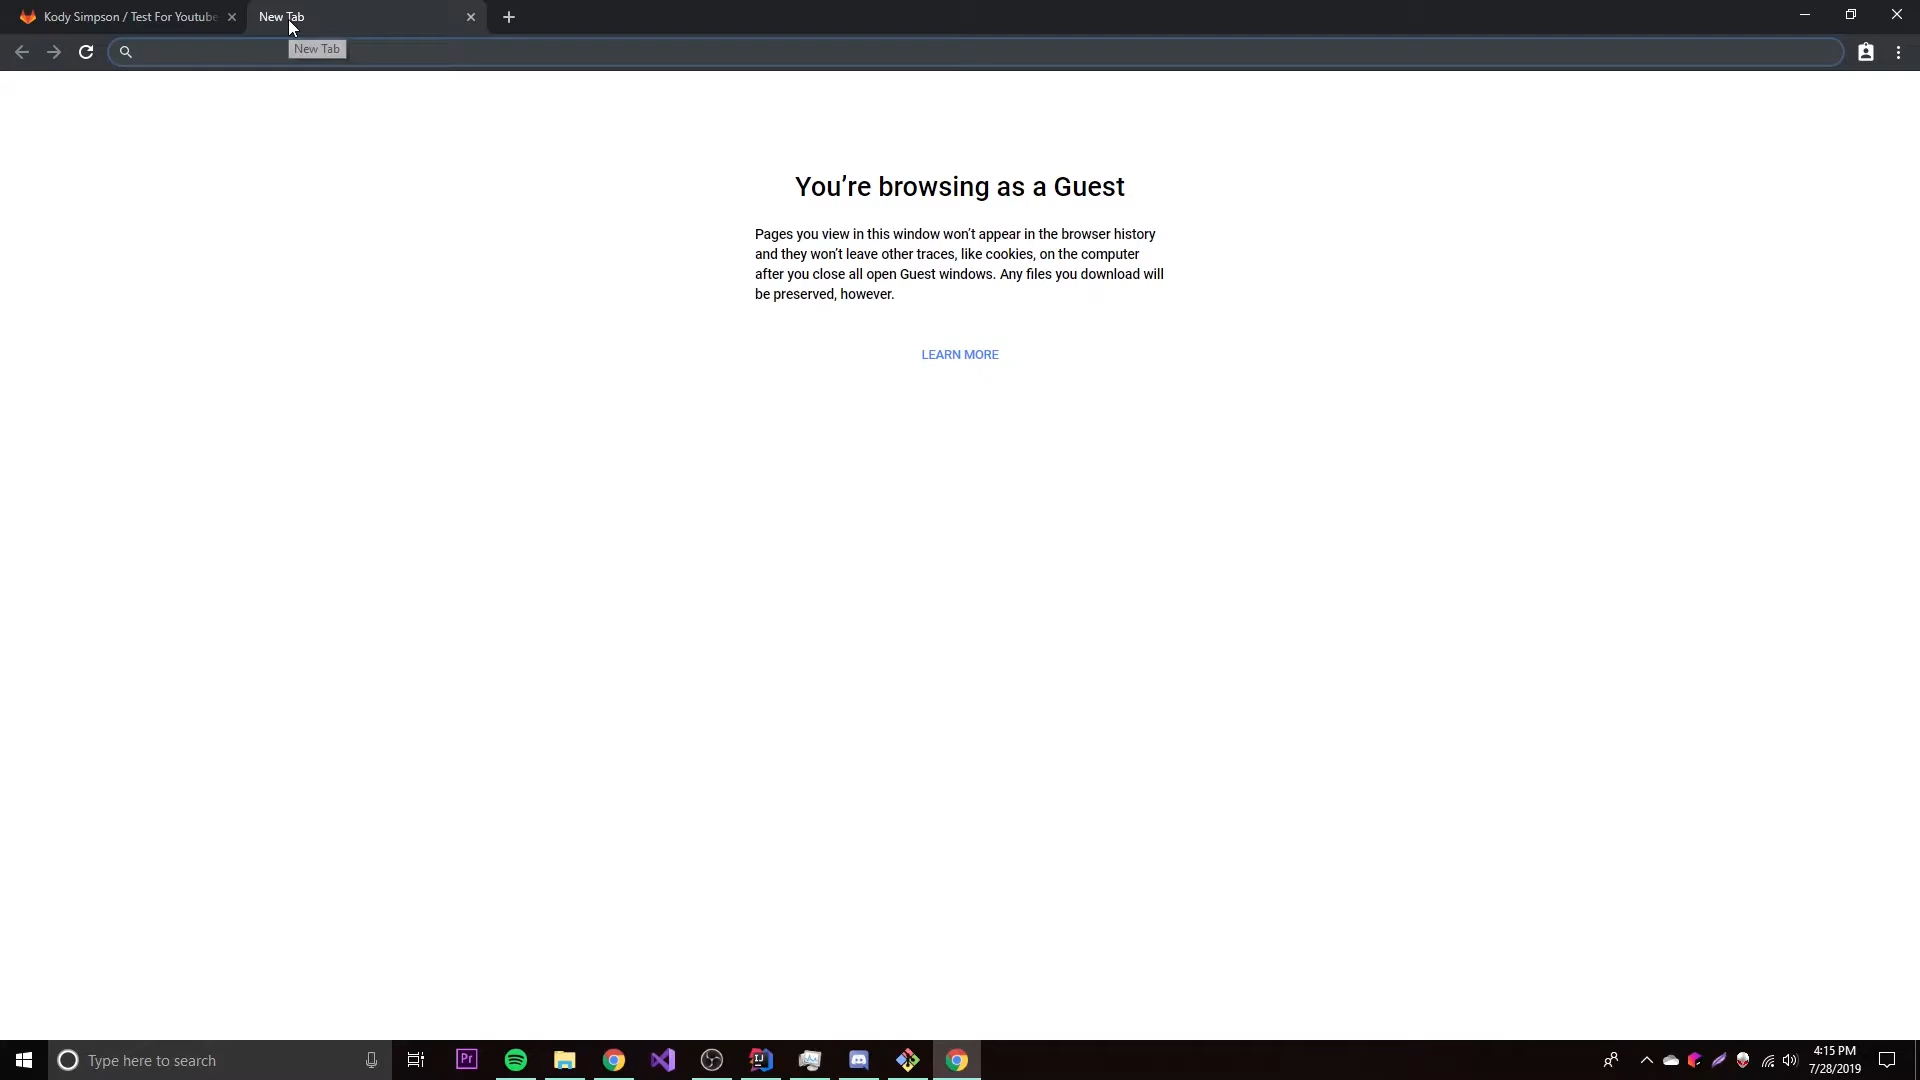 Kody Simpson / Test For Youtube
New Tab
New Tab
You're browsing as a Guest
Pages you view in this window won't appear in the browser history
and they won't leave other traces, like cookies, on the computer
after you close all open Guest windows. Any files you download will
be preserved, however.
LEARN MORE
Type here to search
Pr
IJ
4:15 PM
7/28/2019